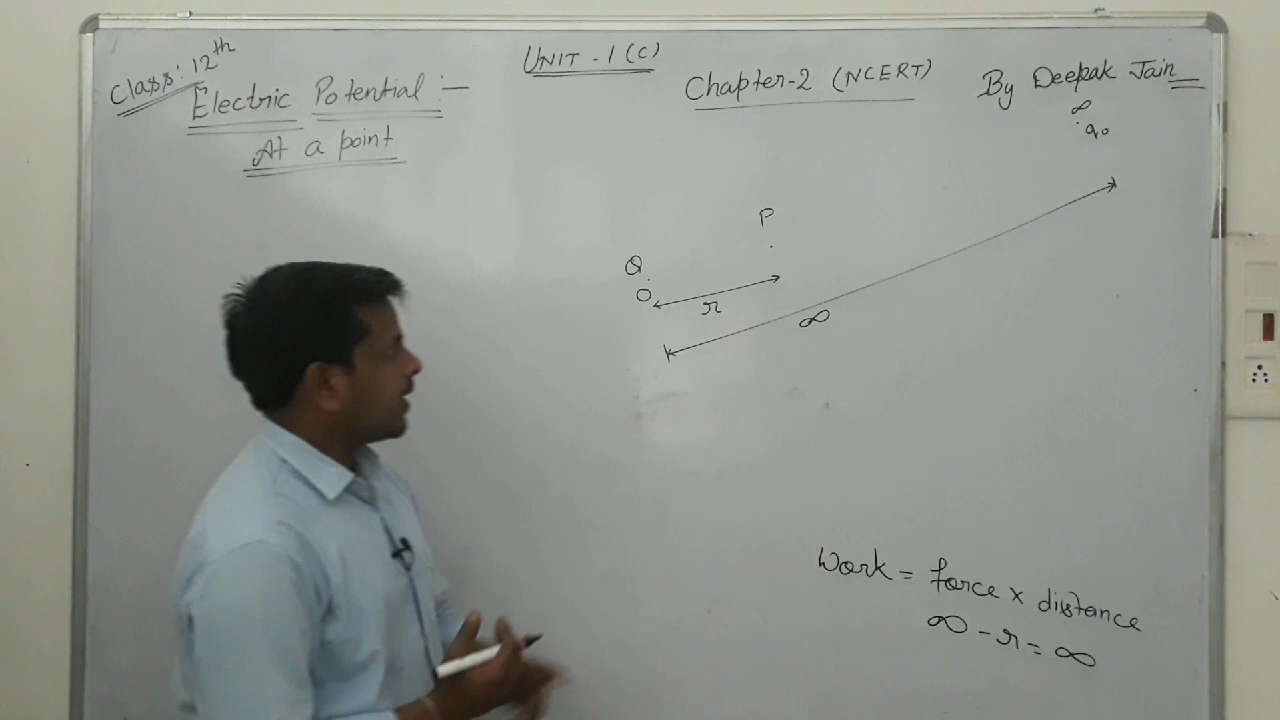 Class: 12th
UNIT - 1 (C)
Electric Potential :-
At a point
Chapter-2 (NCERT)
By Deepak Jain
∞
q₀
P
Q
O
r
∞
Work = force x distance
∞ - r = ∞